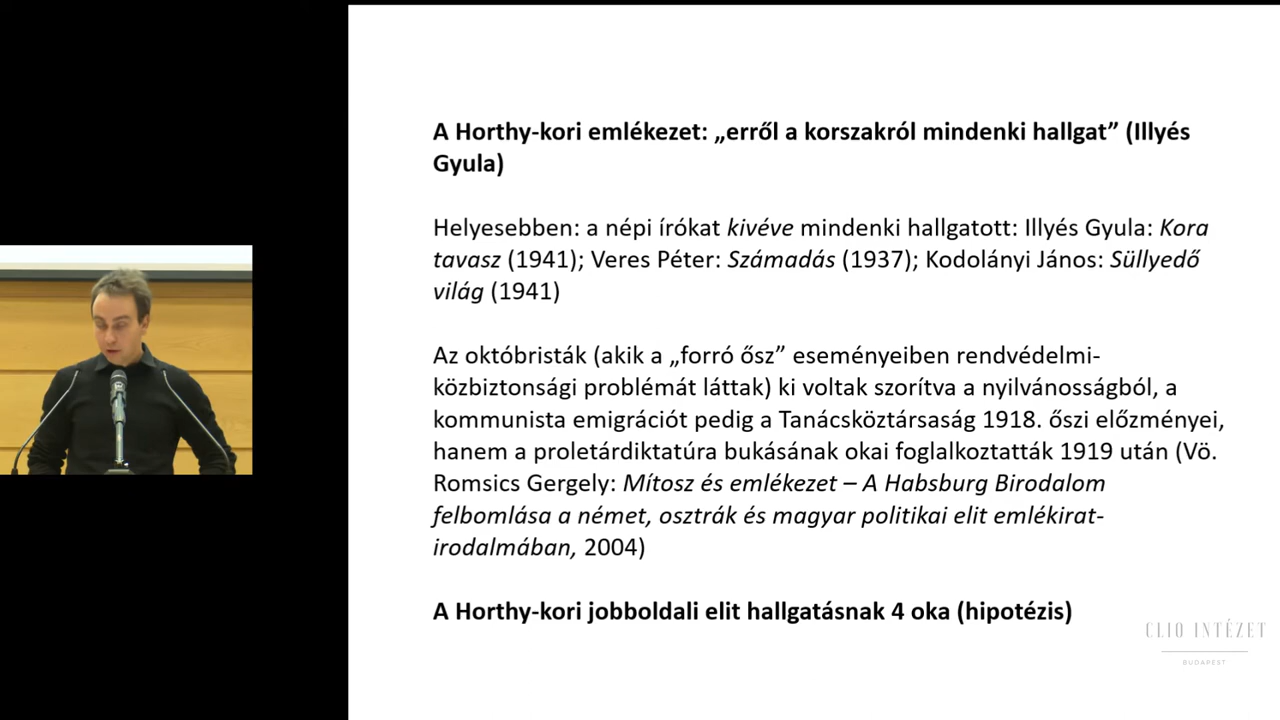 A Horthy-kori emlékezet: „erről a korszakról mindenki hallgat” (Illyés
Gyula)
Helyesebben: a népi írókat kivéve mindenki hallgatott: Illyés Gyula: Kora
tavasz (1941); Veres Péter: Számadás (1937); Kodolányi János: Süllyedő
világ (1941)
Az októbristák (akik a „forró ősz” eseményeiben rendvédelmi-
közbiztonsági problémát láttak) ki voltak szorítva a nyilvánosságból, a
kommunista emigrációt pedig a Tanácsköztársaság 1918. őszi előzményei,
hanem a proletárdiktatúra bukásának okai foglalkoztatták 1919 után (Vö.
Romsics Gergely: Mítosz és emlékezet – A Habsburg Birodalom
felbomlása a német, osztrák és magyar politikai elit emlékirat-
irodalmában, 2004)
A Horthy-kori jobboldali elit hallgatásnak 4 oka (hipotézis)
CLIO INTÉZET
BUDAPEST